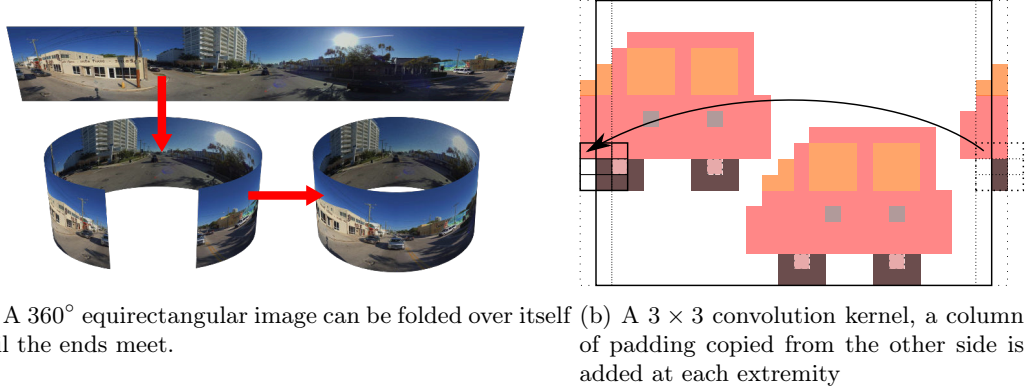 A 360° equirectangular image can be folded over itself
l the ends meet.
(b) A 3 × 3 convolution kernel, a column
of padding copied from the other side is
added at each extremity